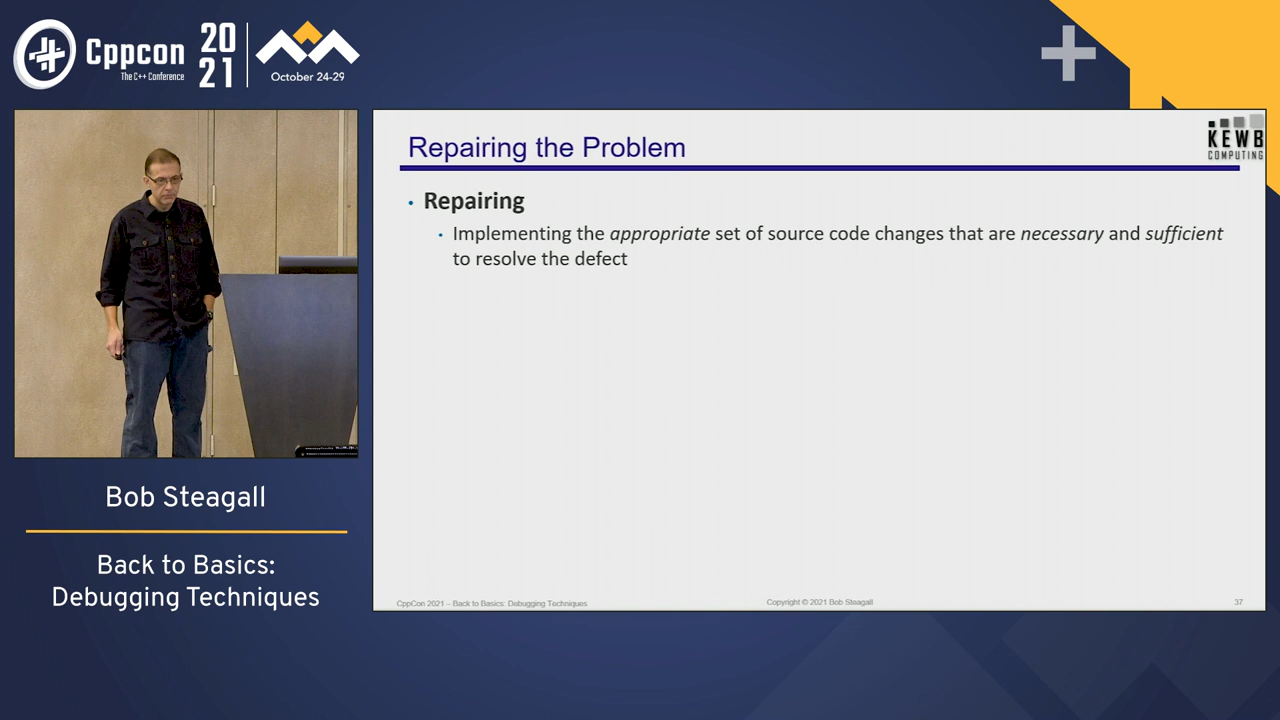 Cppcon
The C++ Conference
20
21
October 24-29
Repairing the Problem
KEWB
COMPUTING
• Repairing
• Implementing the appropriate set of source code changes that are necessary and sufficient
to resolve the defect
CppCon 2021 – Back to Basics: Debugging Techniques
Copyright © 2021 Bob Steagall
37
Bob Steagall
Back to Basics:
Debugging Techniques